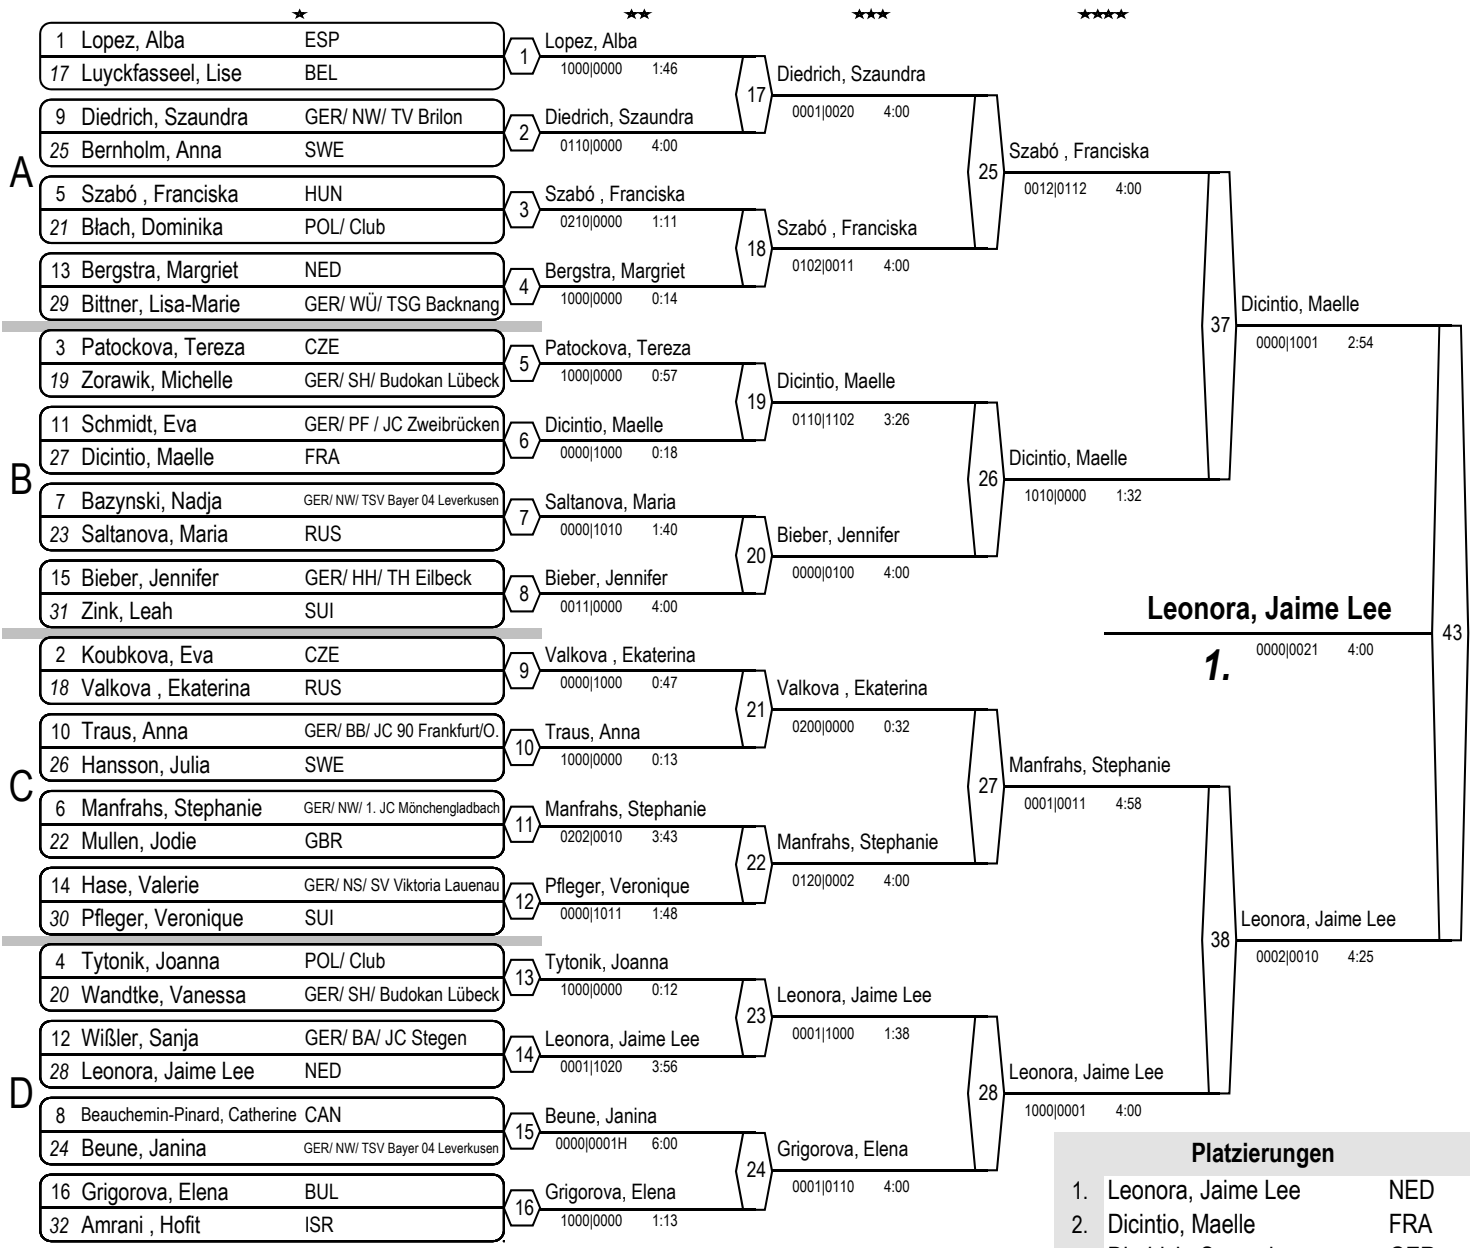 ★ ★★ ★★★ ★★★★
A
1 Lopez, Alba ESP
17 Luyckfasseel, Lise BEL
9 Diedrich, Szaundra GER/ NW/ TV Brilon
25 Bernholm, Anna SWE
5 Szabó , Franciska HUN
21 Błach, Dominika POL/ Club
13 Bergstra, Margriet NED
29 Bittner, Lisa-Marie GER/ WÜ/ TSG Backnang
B
3 Patockova, Tereza CZE
19 Zorawik, Michelle GER/ SH/ Budokan Lübeck
11 Schmidt, Eva GER/ PF / JC Zweibrücken
27 Dicintio, Maelle FRA
7 Bazynski, Nadja GER/ NW/ TSV Bayer 04 Leverkusen
23 Saltanova, Maria RUS
15 Bieber, Jennifer GER/ HH/ TH Eilbeck
31 Zink, Leah SUI
C
2 Koubkova, Eva CZE
18 Valkova , Ekaterina RUS
10 Traus, Anna GER/ BB/ JC 90 Frankfurt/O.
26 Hansson, Julia SWE
6 Manfrahs, Stephanie GER/ NW/ 1. JC Mönchengladbach
22 Mullen, Jodie GBR
14 Hase, Valerie GER/ NS/ SV Viktoria Lauenau
30 Pfleger, Veronique SUI
D
4 Tytonik, Joanna POL/ Club
20 Wandtke, Vanessa GER/ SH/ Budokan Lübeck
12 Wißler, Sanja GER/ BA/ JC Stegen
28 Leonora, Jaime Lee NED
8 Beauchemin-Pinard, Catherine CAN
24 Beune, Janina GER/ NW/ TSV Bayer 04 Leverkusen
16 Grigorova, Elena BUL
32 Amrani , Hofit ISR
1 Lopez, Alba
1000|0000 1:46
2 Diedrich, Szaundra
0110|0000 4:00
3 Szabó , Franciska
0210|0000 1:11
4 Bergstra, Margriet
1000|0000 0:14
5 Patockova, Tereza
1000|0000 0:57
6 Dicintio, Maelle
0000|1000 0:18
7 Saltanova, Maria
0000|1010 1:40
8 Bieber, Jennifer
0011|0000 4:00
9 Valkova , Ekaterina
0000|1000 0:47
10 Traus, Anna
1000|0000 0:13
11 Manfrahs, Stephanie
0202|0010 3:43
12 Pfleger, Veronique
0000|1011 1:48
13 Tytonik, Joanna
1000|0000 0:12
14 Leonora, Jaime Lee
0001|1020 3:56
15 Beune, Janina
0000|0001H 6:00
16 Grigorova, Elena
1000|0000 1:13
17 Diedrich, Szaundra
0001|0020 4:00
18 Szabó , Franciska
0102|0011 4:00
19 Dicintio, Maelle
0110|1102 3:26
20 Bieber, Jennifer
0000|0100 4:00
21 Valkova , Ekaterina
0200|0000 0:32
22 Manfrahs, Stephanie
0120|0002 4:00
23 Leonora, Jaime Lee
0001|1000 1:38
24 Grigorova, Elena
0001|0110 4:00
25 Szabó , Franciska
0012|0112 4:00
26 Dicintio, Maelle
1010|0000 1:32
27 Manfrahs, Stephanie
0001|0011 4:58
28 Leonora, Jaime Lee
1000|0001 4:00
37 Dicintio, Maelle
0000|1001 2:54
38 Leonora, Jaime Lee
0002|0010 4:25
Leonora, Jaime Lee 43
1. 0000|0021 4:00
Platzierungen
1. Leonora, Jaime Lee NED
2. Dicintio, Maelle FRA